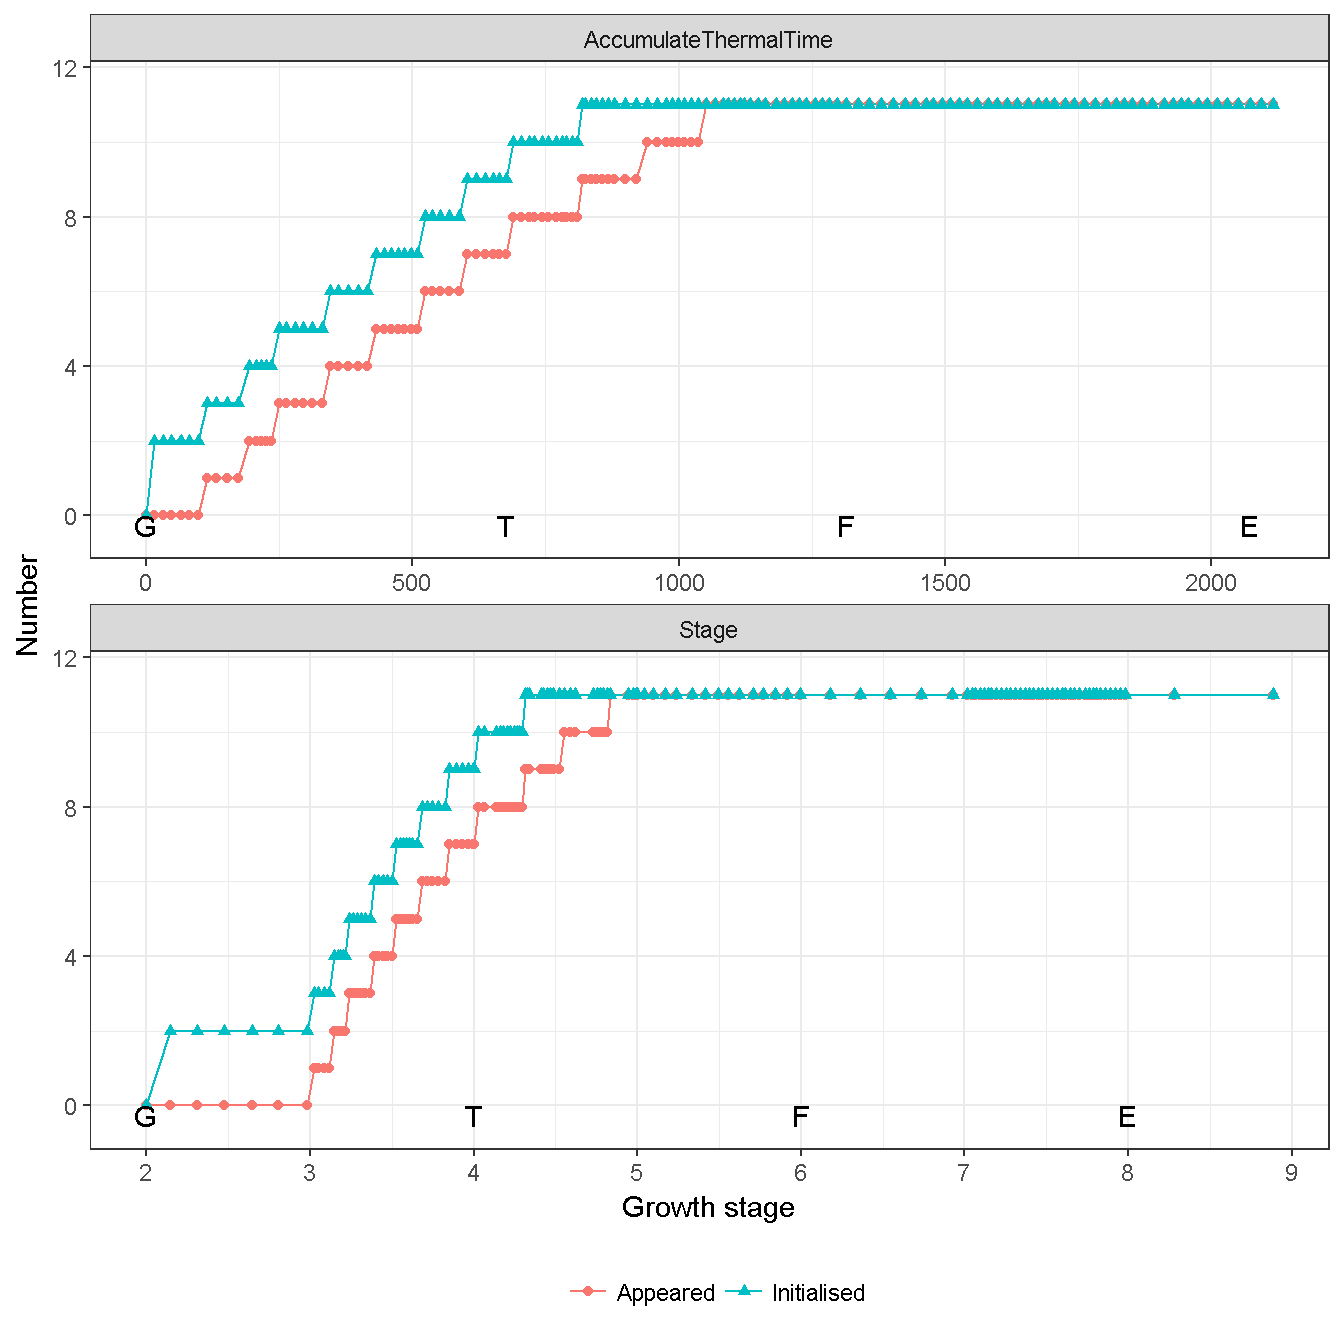 AccumulateThermalTime
12
8
4
0
G T F E
0 500 1000 1500 2000
Number
Stage
12
8
4
0
G T F E
2 3 4 5 6 7 8 9
Growth stage
Appeared Initialised